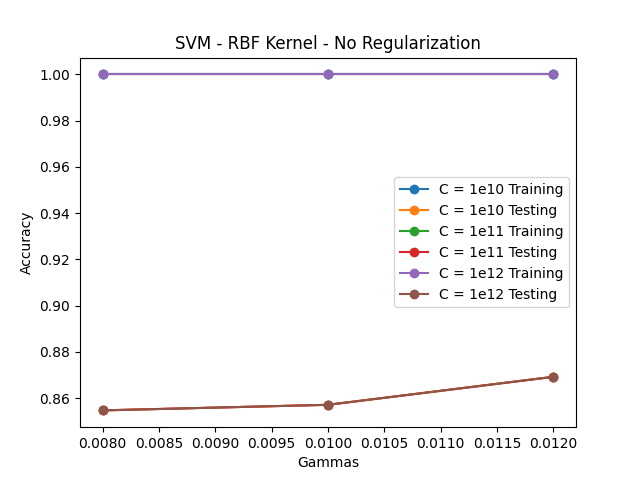 SVM - RBF Kernel - No Regularization
1.00
0.98
0.96
0.94
0.92
0.90
0.88
0.86
Accuracy
C = 1e10 Training
C = 1e10 Testing
C = 1e11 Training
C = 1e11 Testing
C = 1e12 Training
C = 1e12 Testing
0.0080 0.0085 0.0090 0.0095 0.0100 0.0105 0.0110 0.0115 0.0120
Gammas